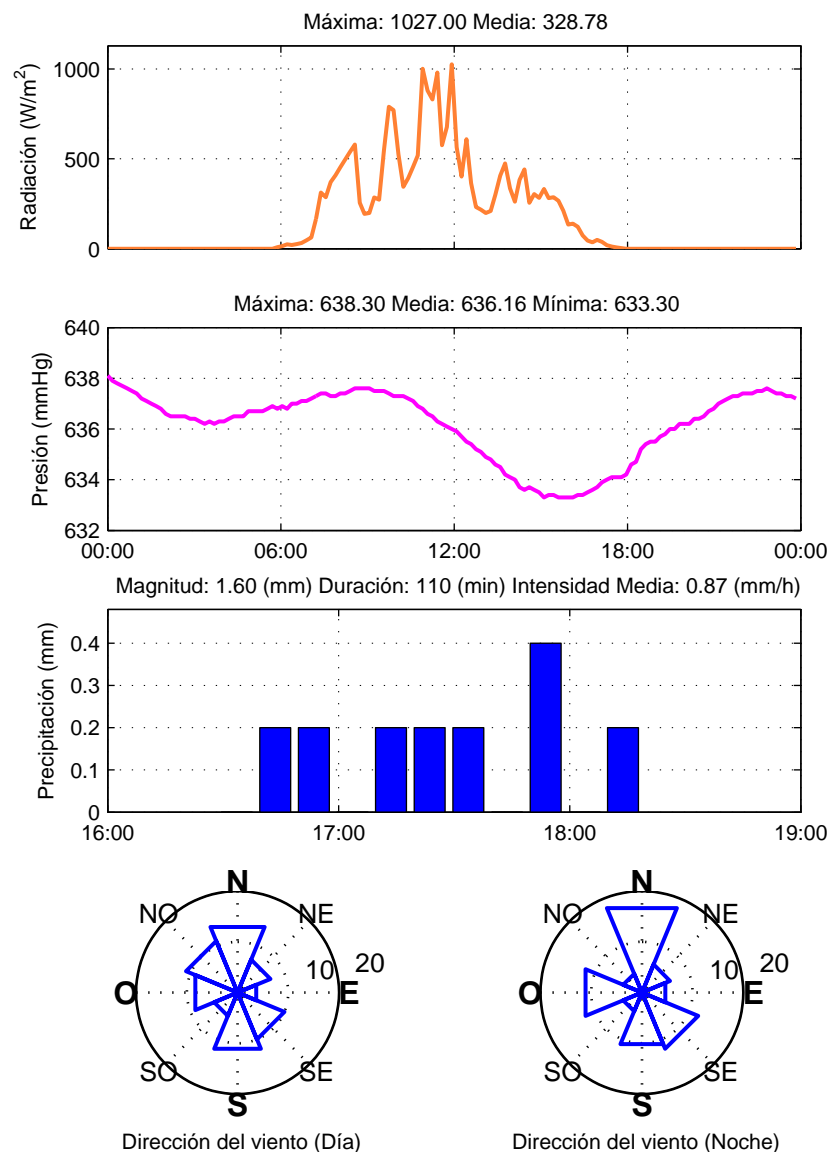 Máxima: 1027.00 Media: 328.78
1000
500
0
Radiación (W/m²)
Máxima: 638.30 Media: 636.16 Mínima: 633.30
640
638
636
634
632
Presión (mmHg)
00:00 06:00 12:00 18:00 00:00
Magnitud: 1.60 (mm) Duración: 110 (min) Intensidad Media: 0.87 (mm/h)
0.4
0.3
0.2
0.1
0
Precipitación (mm)
16:00 17:00 18:00 19:00
N
NO NE
10 20
O E
SO SE
S
Dirección del viento (Día)
N
NO NE
10 20
O E
SO SE
S
Dirección del viento (Noche)